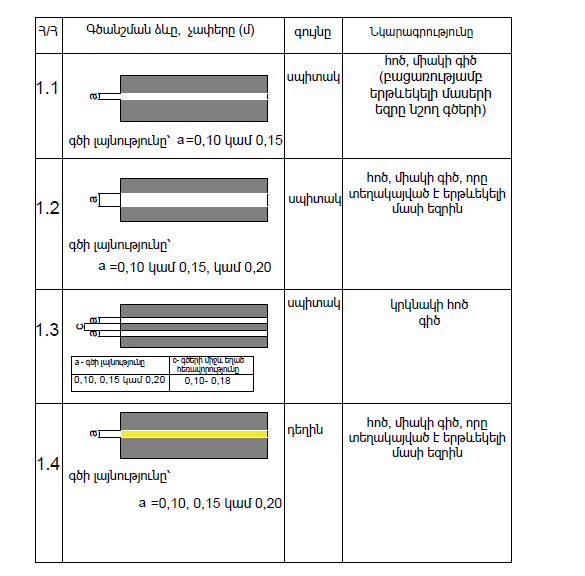 Հ/Հ
Գծանշման ձևը, չափերը (մ)
գույնը
Նկարագրությունը
1.1
a
գծի լայնությունը՝ a=0,10 կամ 0,15
սպիտակ
հոծ, միակի գիծ
(բացառությամբ
երթևեկելի մասերի
եզրը նշող գծերի)
1.2
a
գծի լայնությունը՝
a =0,10 կամ 0,15, կամ 0,20
սպիտակ
հոծ, միակի գիծ, որը
տեղակայված է երթևեկելի
մասի եզրին
1.3
a
c
a
a - գծի լայնությունը
c- գծերի միջև եղած
հեռավորությունը
0,10, 0,15 կամ 0,20
0,10- 0,18
սպիտակ
կրկնակի հոծ
գիծ
1.4
a
գծի լայնությունը՝
a =0,10, 0,15 կամ 0,20
դեղին
հոծ, միակի գիծ, որը
տեղակայված է երթևեկելի
մասի եզրին